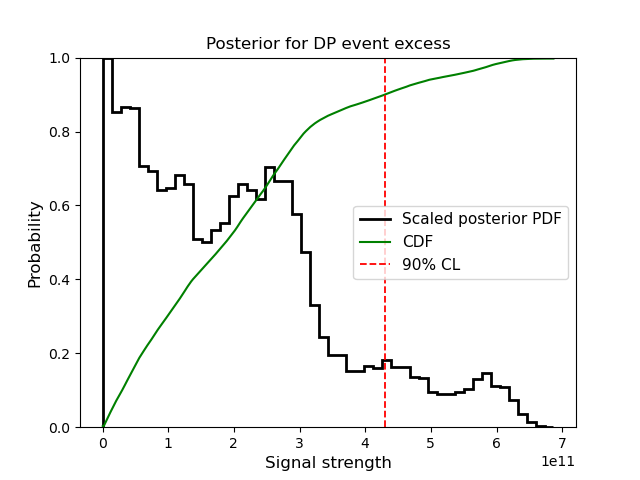 Posterior for DP event excess
Probability
1.0
0.8
0.6
0.4
0.2
0.0
Scaled posterior PDF
CDF
90% CL
0 1 2 3 4 5 6 7
1e11
Signal strength